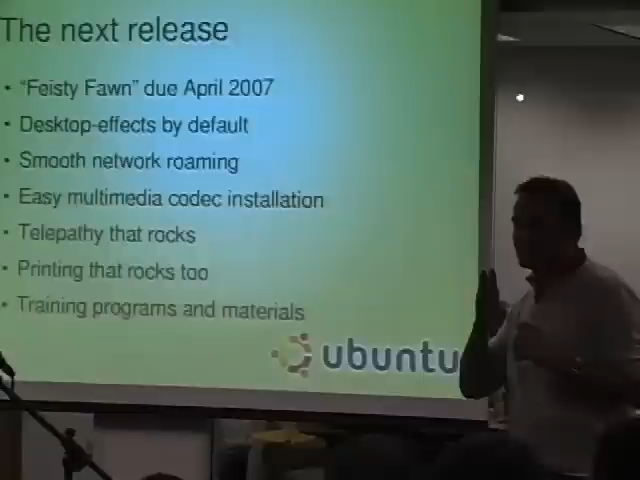 The next release
• “Feisty Fawn” due April 2007
• Desktop-effects by default
• Smooth network roaming
• Easy multimedia codec installation
• Telepathy that rocks
• Printing that rocks too
• Training programs and materials
ubuntu